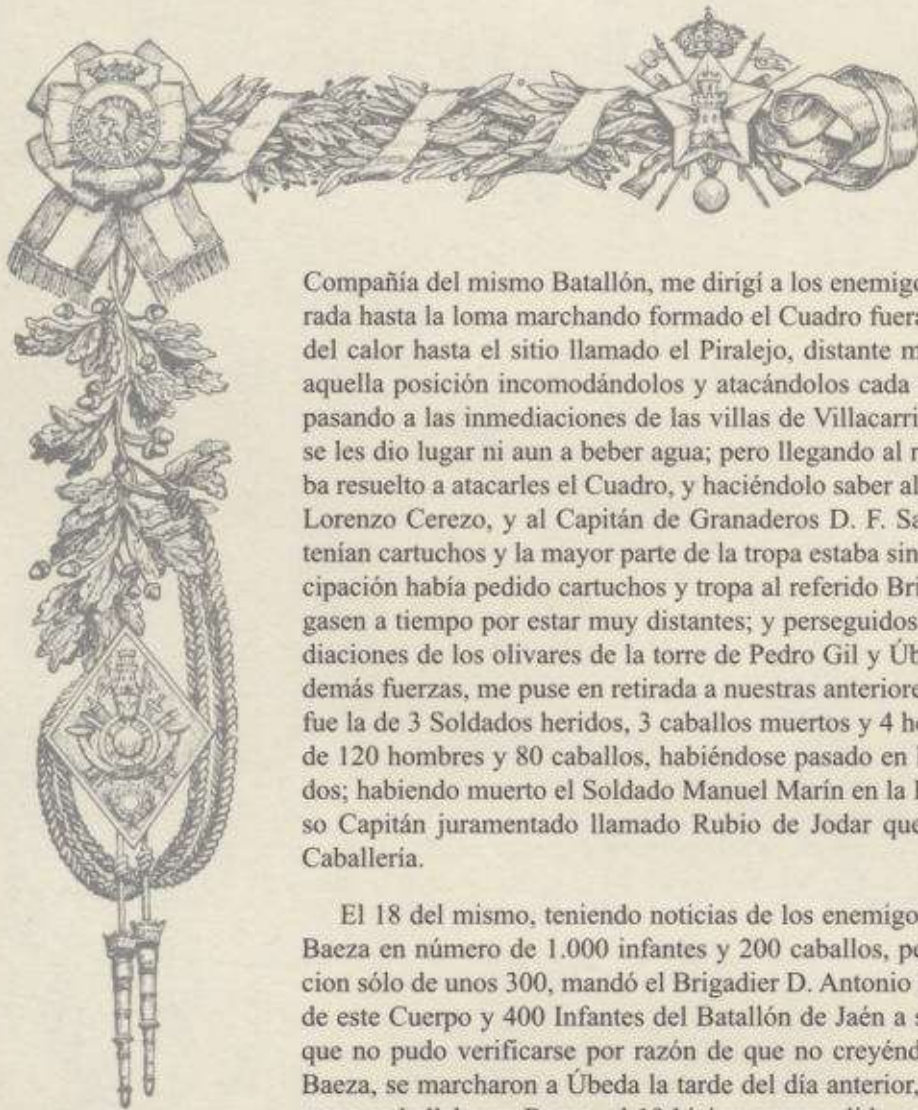 Compañía del mismo Batallón, me dirigí a los enemigo
rada hasta la loma marchando formado el Cuadro fuera
del calor hasta el sitio llamado el Piralejo, distante m
aquella posición incomodándolos y atacándolos cada
pasando a las inmediaciones de las villas de Villacarri
se les dio lugar ni aun a beber agua; pero llegando al
ba resuelto a atacarles el Cuadro, y haciéndolo saber al
Lorenzo Cerezo, y al Capitán de Granaderos D. F. Sa
tenían cartuchos y la mayor parte de la tropa estaba sin
cipación había pedido cartuchos y tropa al referido Bri
gasen a tiempo por estar muy distantes; y perseguidos
diaciones de los olivares de la torre de Pedro Gil y Úb
demás fuerzas, me puse en retirada a nuestras anteriore
fue la de 3 Soldados heridos, 3 caballos muertos y 4 he
de 120 hombres y 80 caballos, habiéndose pasado en
dos; habiendo muerto el Soldado Manuel Marín en la
so Capitán juramentado llamado Rubio de Jodar que
Caballería.
El 18 del mismo, teniendo noticias de los enemigo
Baeza en número de 1.000 infantes y 200 caballos, pe
cion sólo de unos 300, mandó el Brigadier D. Antonio
de este Cuerpo y 400 Infantes del Batallón de Jaén a s
que no pudo verificarse por razón de que no creyénd
Baeza, se marcharon a Úbeda la tarde del día anterior,